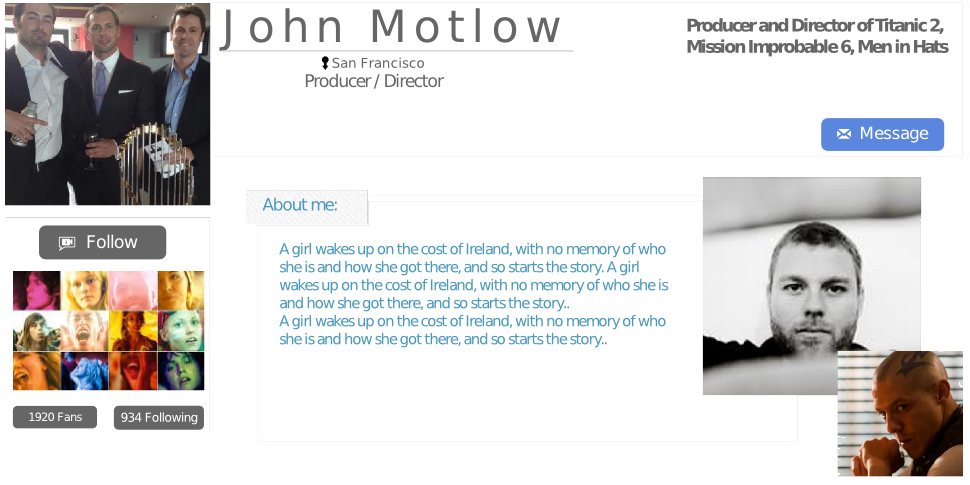 John Motlow
San Francisco
Producer / Director
Producer and Director of Titanic 2,
Mission Improbable 6, Men in Hats
Message
Follow
1920 Fans
934 Following
About me:
A girl wakes up on the cost of Ireland, with no memory of who
she is and how she got there, and so starts the story. A girl
wakes up on the cost of Ireland, with no memory of who she is
and how she got there, and so starts the story..
A girl wakes up on the cost of Ireland, with no memory of who
she is and how she got there, and so starts the story..